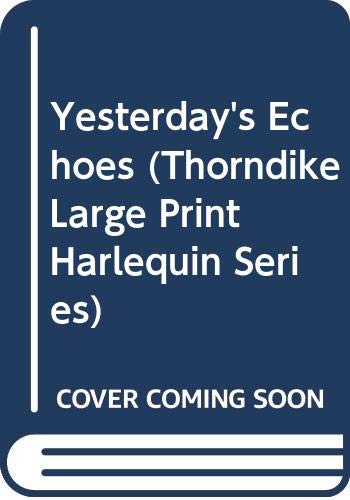 Yesterday's Ec
hoes (Thorndike
Large Print
Harlequin Seri
es)
COVER COMING SOON